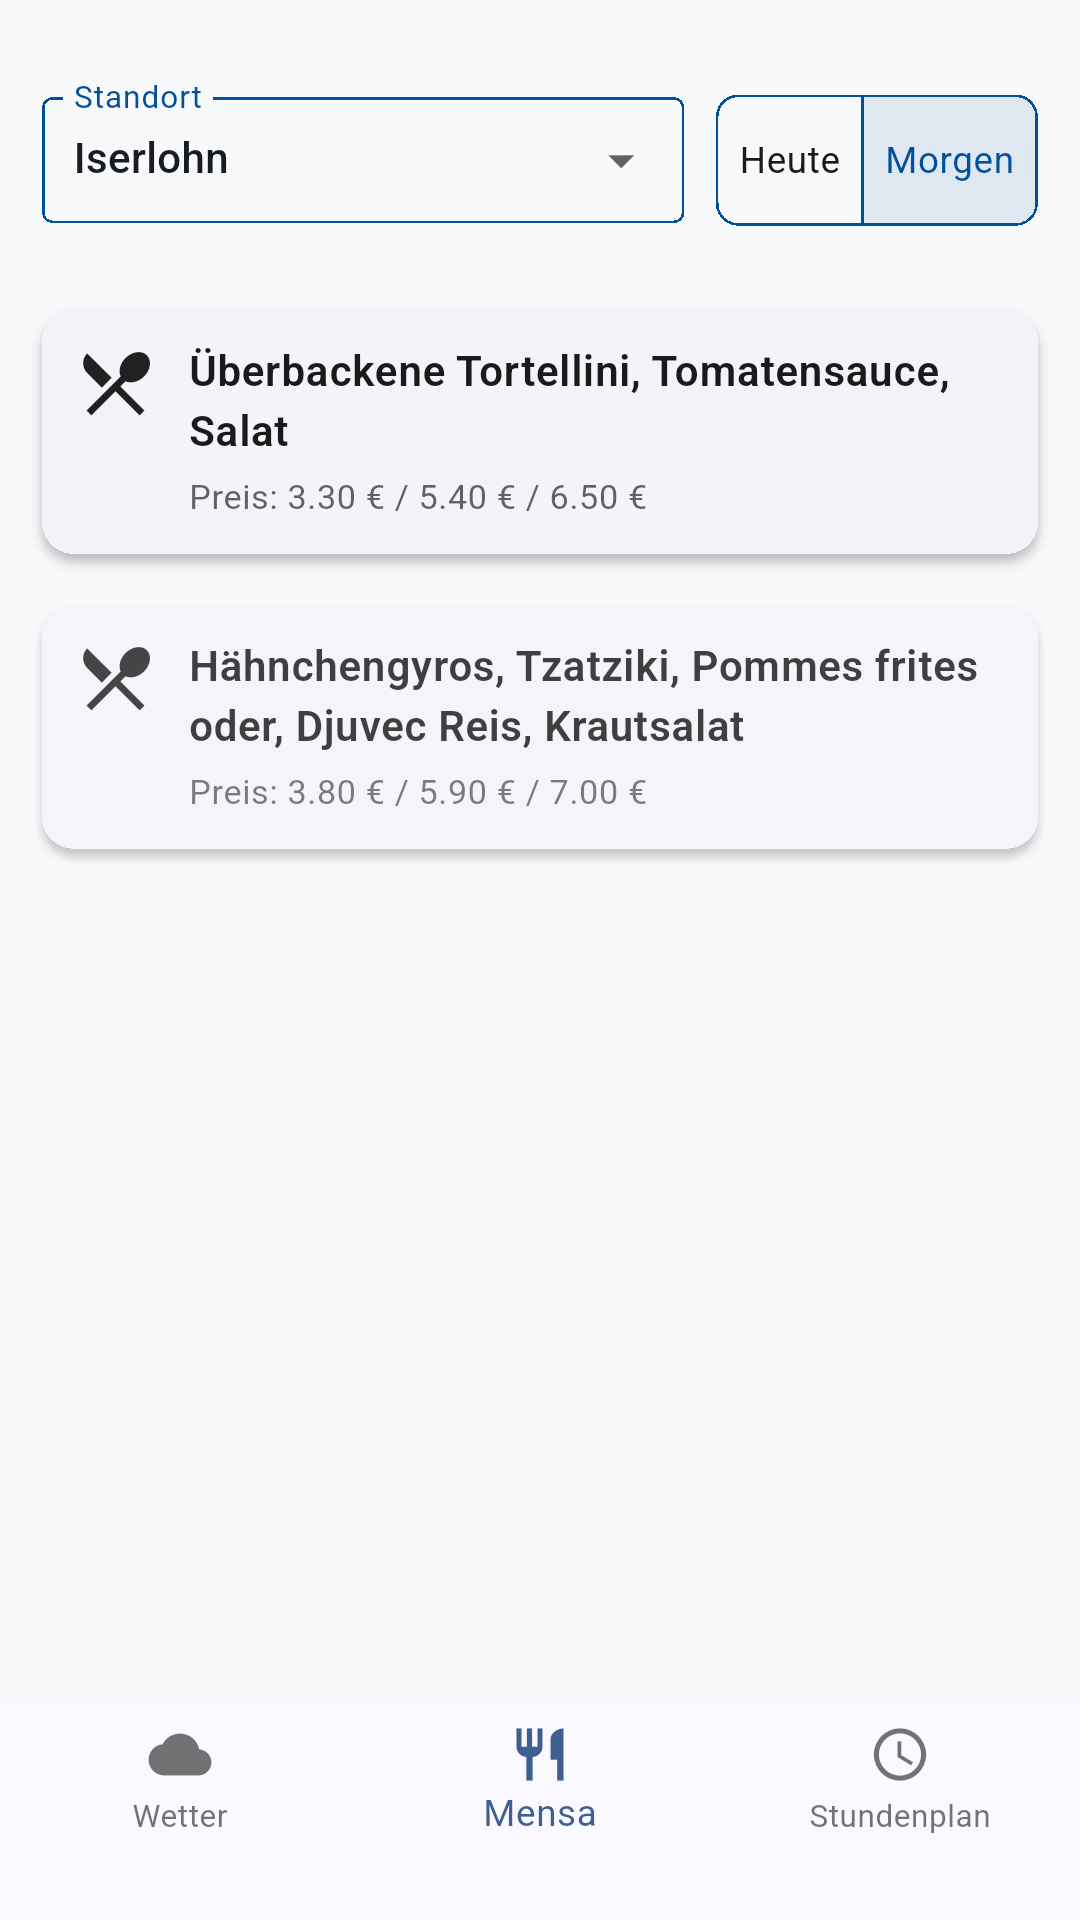 Standort
Iserlohn
Heute
Morgen
Überbackene Tortellini, Tomatensauce,
Salat
Preis: 3.30 € / 5.40 € / 6.50 €
Hähnchengyros, Tzatziki, Pommes frites
oder, Djuvec Reis, Krautsalat
Preis: 3.80 € / 5.90 € / 7.00 €
Wetter
Mensa
Stundenplan